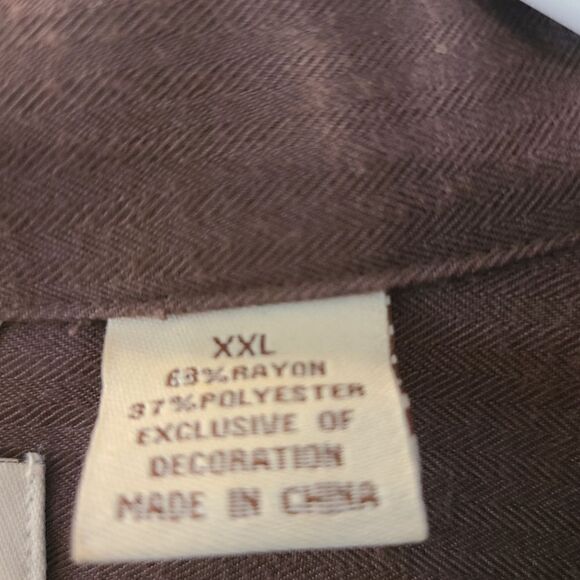 XXL
63%RAYON
37%POLYESTER
EXCLUSIVE OF
DECORATION
MADE IN CHINA